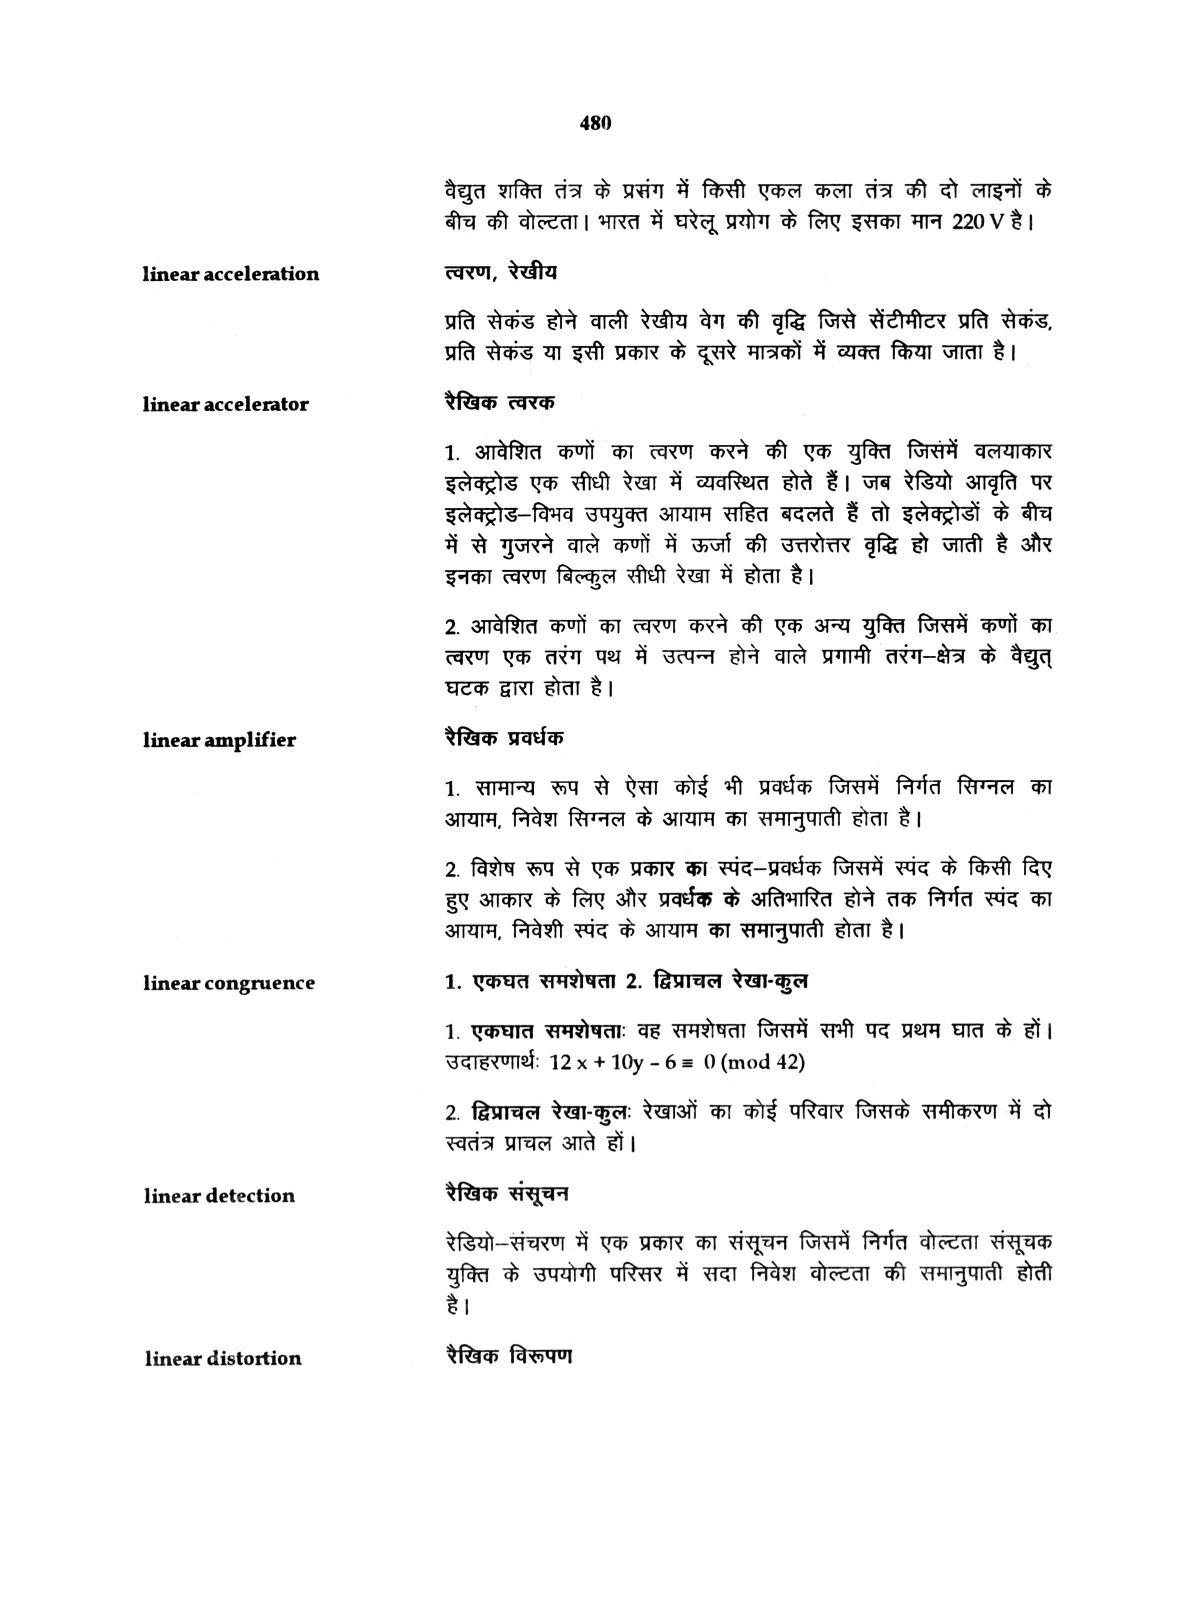 480
वैद्युत शक्ति तंत्र के प्रसंग में किसी एकल कला तंत्र की दो लाइनों के
बीच की वोल्टता। भारत में घरेलू प्रयोग के लिए इसका मान 220 V है।
linear acceleration त्वरण, रेखीय
प्रति सेकंड होने वाली रेखीय वेग की वृद्धि जिसे सेंटीमीटर प्रति सेकंड,
प्रति सेकंड या इसी प्रकार के दूसरे मात्रकों में व्यक्त किया जाता है।
linear accelerator रैखिक त्वरक
1. आवेशित कणों का त्वरण करने की एक युक्ति जिसमें वलयाकार
इलेक्ट्रोड एक सीधी रेखा में व्यवस्थित होते हैं। जब रेडियो आवृति पर
इलेक्ट्रोड–विभव उपयुक्त आयाम सहित बदलते हैं तो इलेक्ट्रोडों के बीच
में से गुजरने वाले कणों में ऊर्जा की उत्तरोत्तर वृद्धि हो जाती है और
इनका त्वरण बिल्कुल सीधी रेखा में होता है।
2. आवेशित कणों का त्वरण करने की एक अन्य युक्ति जिसमें कणों का
त्वरण एक तरंग पथ में उत्पन्न होने वाले प्रगामी तरंग–क्षेत्र के वैद्युत्
घटक द्वारा होता है।
linear amplifier रैखिक प्रवर्धक
1. सामान्य रूप से ऐसा कोई भी प्रवर्धक जिसमें निर्गत सिग्नल का
आयाम, निवेश सिग्नल के आयाम का समानुपाती होता है।
2. विशेष रूप से एक प्रकार का स्पंद–प्रवर्धक जिसमें स्पंद के किसी दिए
हुए आकार के लिए और प्रवर्धक के अतिभारित होने तक निर्गत स्पंद का
आयाम, निवेशी स्पंद के आयाम का समानुपाती होता है।
linear congruence 1. एकघत समशेषता 2. द्विप्राचल रेखा-कुल
1. एकघात समशेषताः वह समशेषता जिसमें सभी पद प्रथम घात के हों।
उदाहरणार्थः 12 x + 10y – 6 ≡ 0 (mod 42)
2. द्विप्राचल रेखा-कुलः रेखाओं का कोई परिवार जिसके समीकरण में दो
स्वतंत्र प्राचल आते हों।
linear detection रैखिक संसूचन
रेडियो–संचरण में एक प्रकार का संसूचन जिसमें निर्गत वोल्टता संसूचक
युक्ति के उपयोगी परिसर में सदा निवेश वोल्टता की समानुपाती होती
है।
linear distortion रैखिक विरूपण